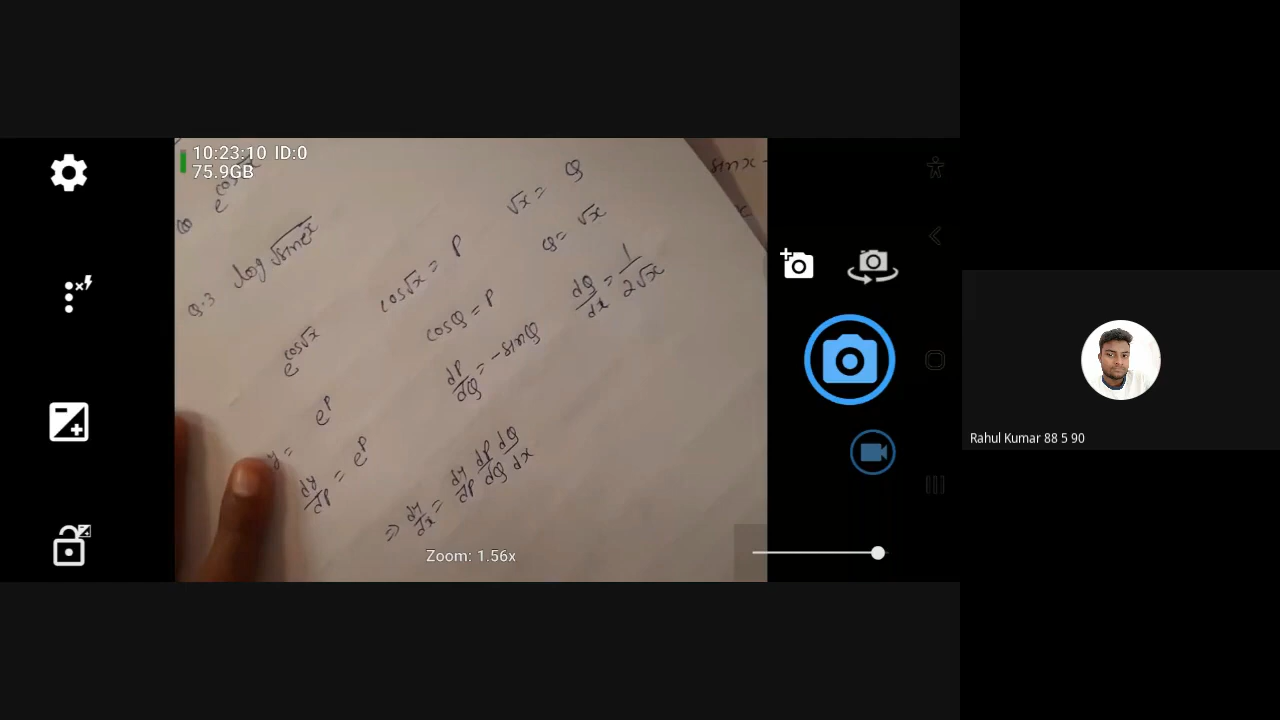 10:23:10 ID:0
75.9GB
e^cos√x
Q.3 log √sin e^x
sinx -
e^cos√x
cos√x = P
√x = Q
Q = √x
cosQ = P
dQ/dx = 1/2√x
dP/dQ = -sinQ
y = e^P
dy/dP = e^P
⇒ dy/dx = dy/dP dP/dQ dQ/dx
Zoom: 1.56x
Rahul Kumar 88 5 90